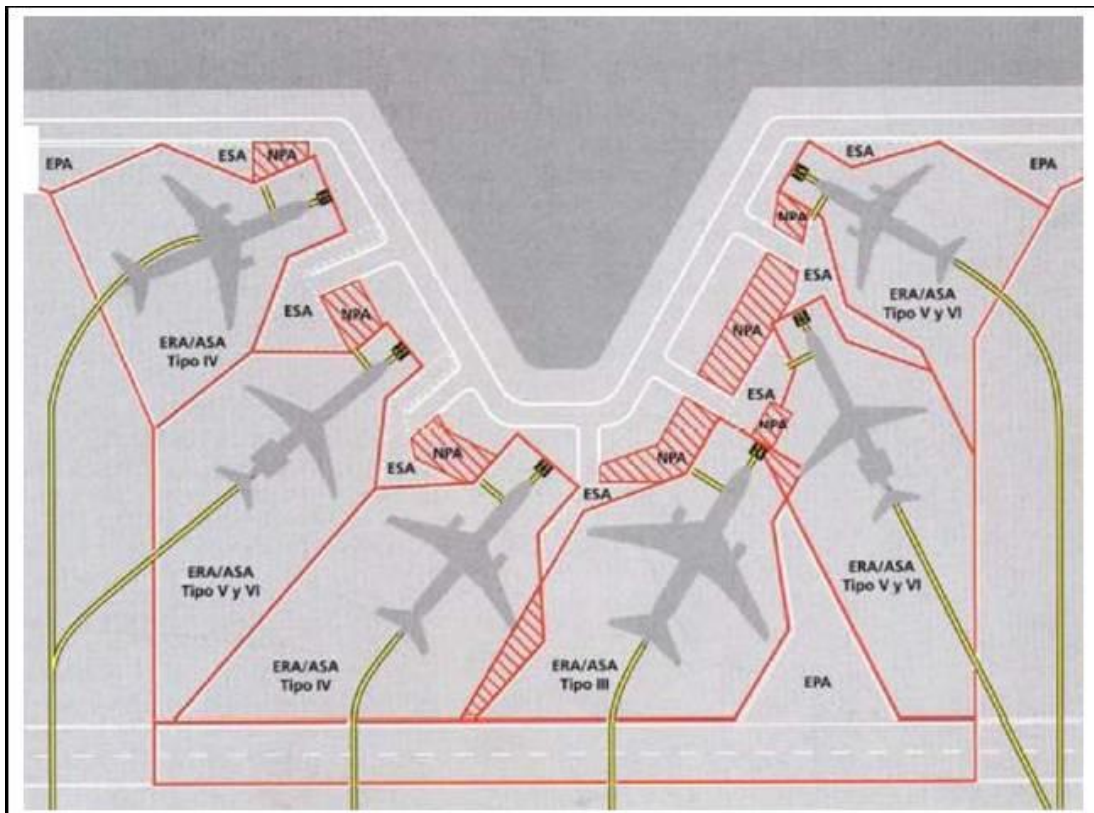 EPA
ESA
NPA
ESA
EPA
NPA
ESA
NPA
ESA
ERA/ASA
Tipo V y VI
NPA
ERA/ASA
Tipo IV
ESA
NPA
NPA
ESA
NPA
ESA
ERA/ASA
Tipo V y VI
ERA/ASA
Tipo V y VI
ERA/ASA
Tipo IV
ERA/ASA
Tipo III
EPA